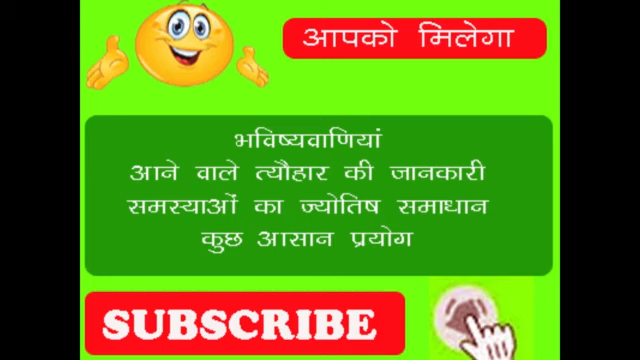 आपको मिलेगा
भविष्यवाणियां
आने वाले त्यौहार की जानकारी
समस्याओं का ज्योतिष समाधान
कुछ आसान प्रयोग
SUBSCRIBE